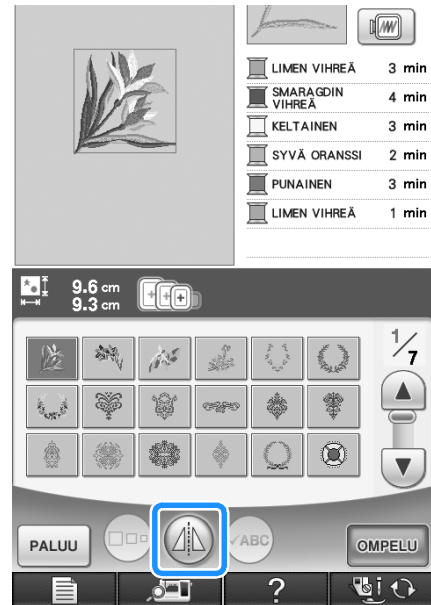 LIMEN VIHREÄ 3 min
SMARAGDIN
VIHREÄ 4 min
KELTAINEN 3 min
SYVÄ ORANSSI 2 min
PUNAINEN 3 min
LIMEN VIHREÄ 1 min
9.6 cm
9.3 cm
1/7
PALUU
ABC
OMPELU
?